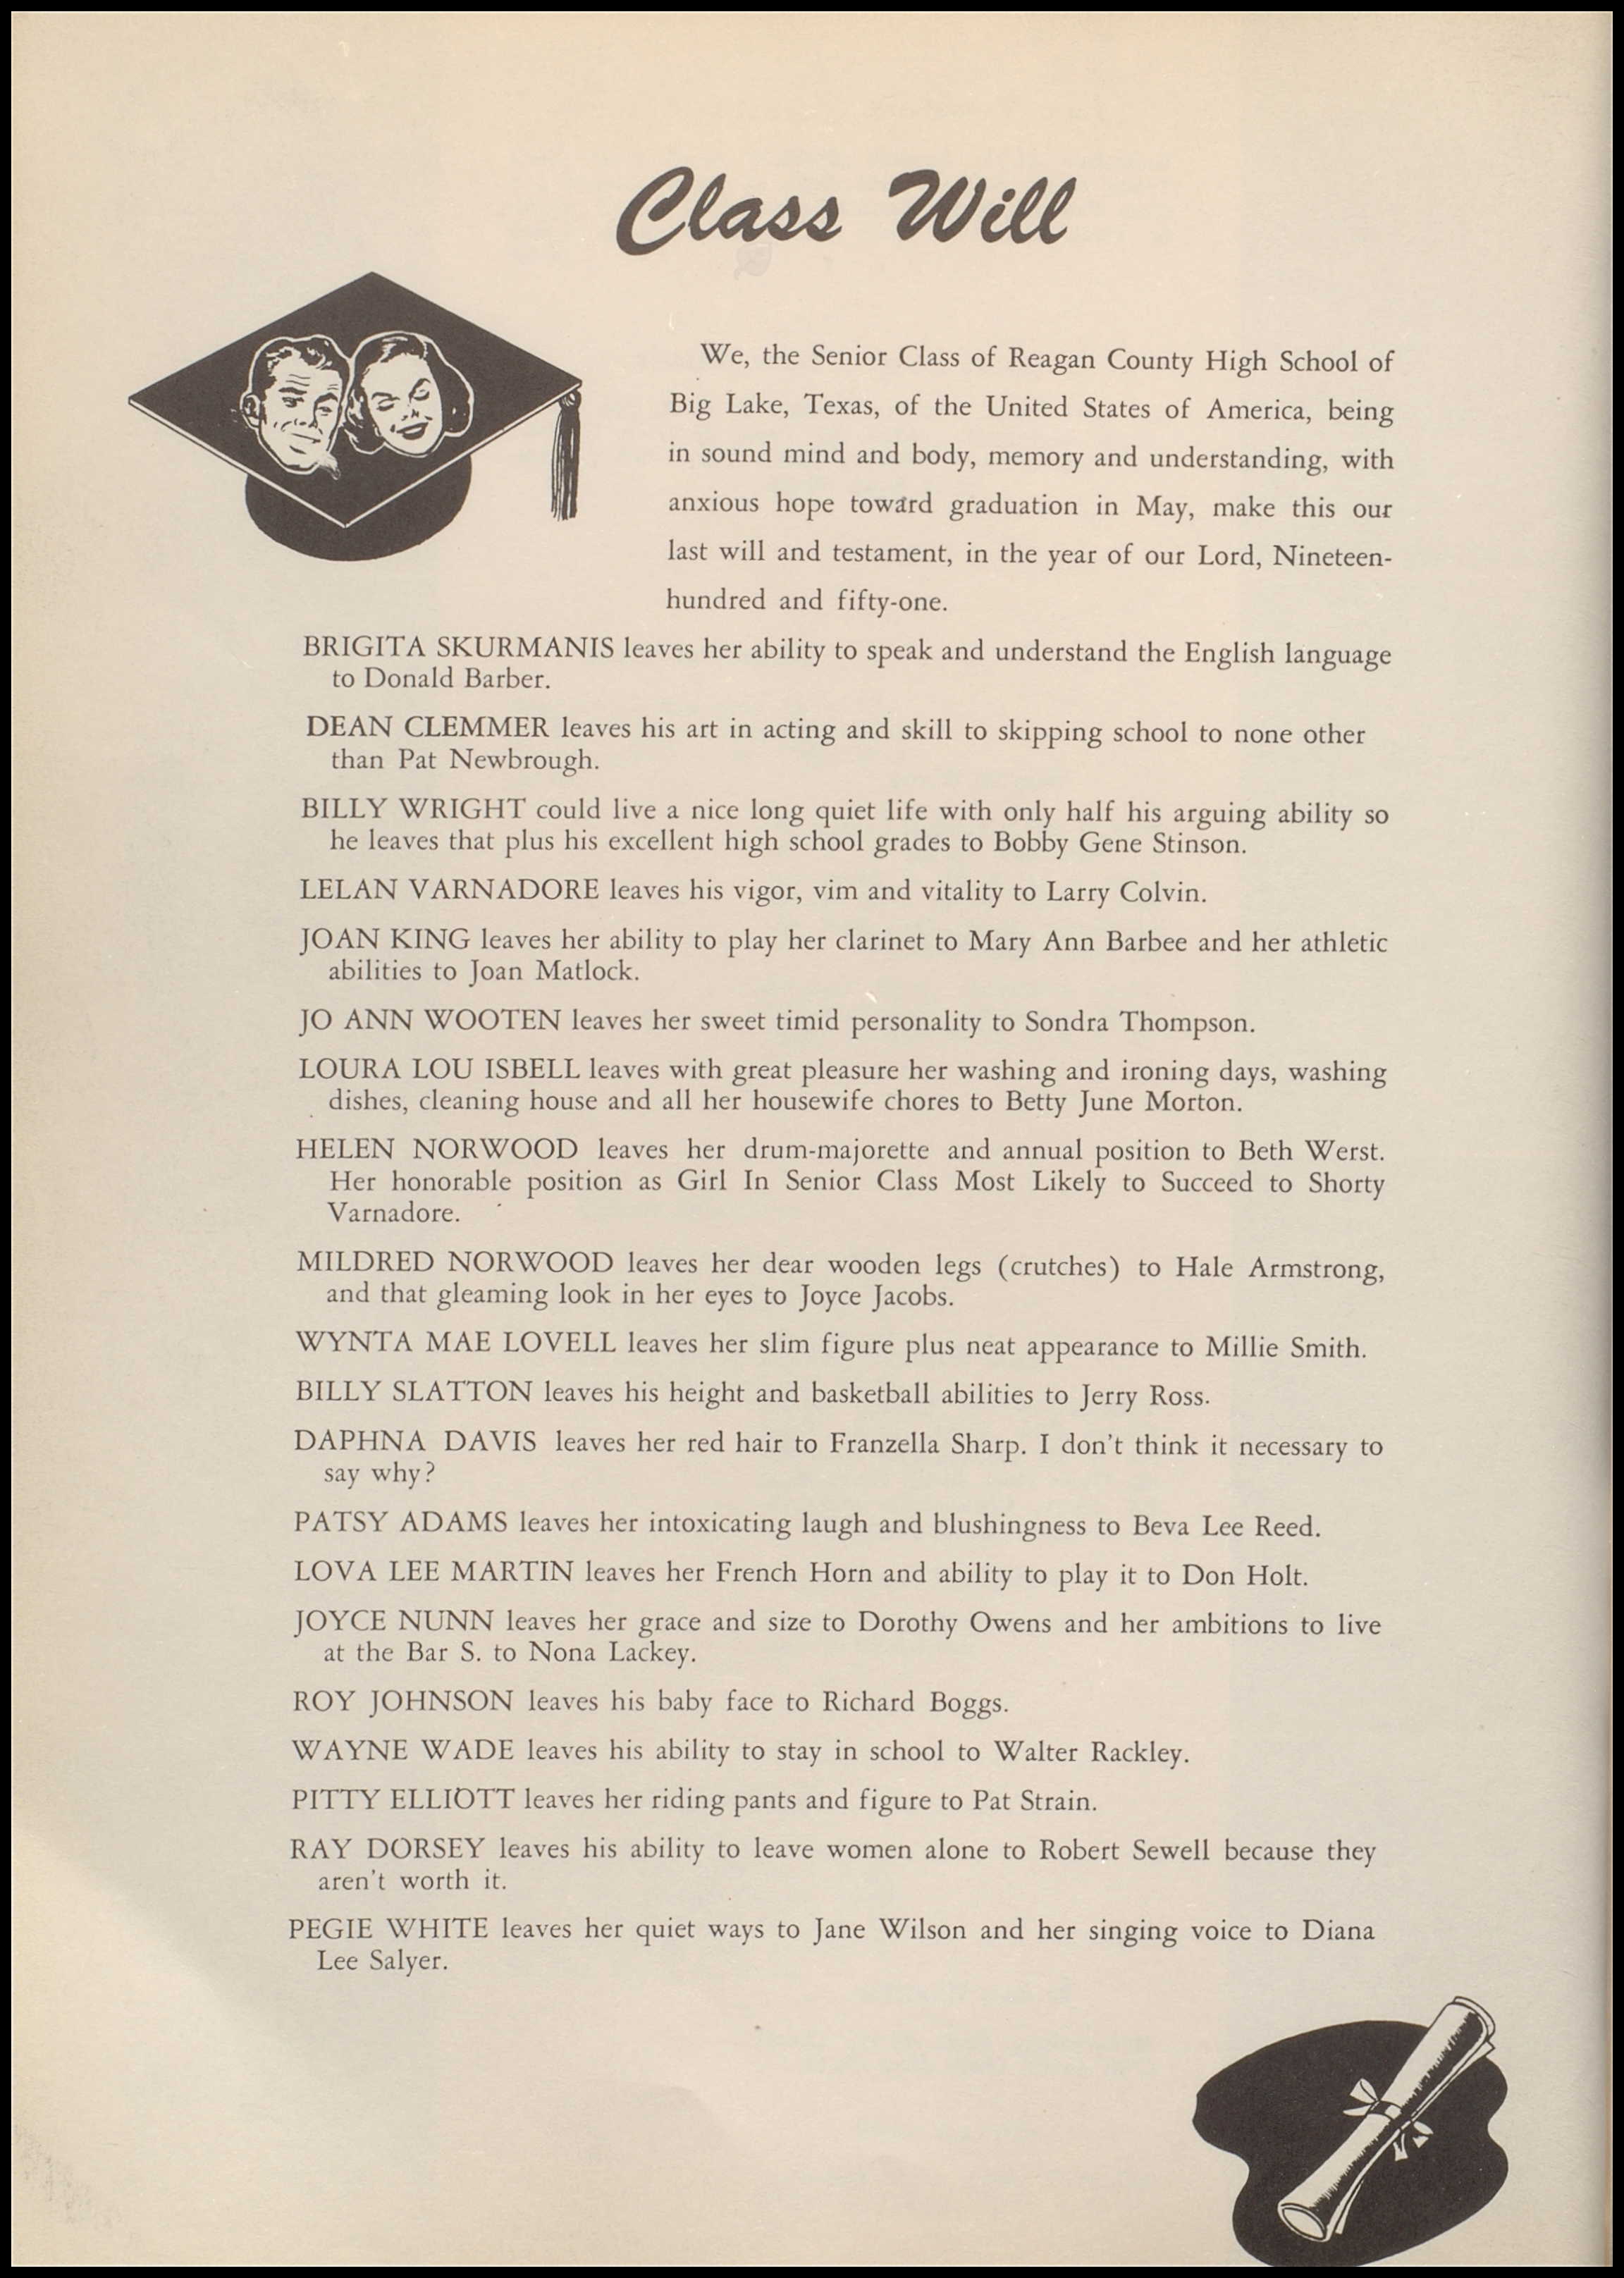 Class Will
We, the Senior Class of Reagan County High School of
Big Lake, Texas, of the United States of America, being
in sound mind and body, memory and understanding, with
anxious hope toward graduation in May, make this our
last will and testament, in the year of our Lord, Nineteen-
hundred and fifty-one.
BRIGITA SKURMANIS leaves her ability to speak and understand the English language
to Donald Barber.
DEAN CLEMMER leaves his art in acting and skill to skipping school to none other
than Pat Newbrough.
BILLY WRIGHT could live a nice long quiet life with only half his arguing ability so
he leaves that plus his excellent high school grades to Bobby Gene Stinson.
LELAN VARNADORE leaves his vigor, vim and vitality to Larry Colvin.
JOAN KING leaves her ability to play her clarinet to Mary Ann Barbee and her athletic
abilities to Joan Matlock.
JO ANN WOOTEN leaves her sweet timid personality to Sondra Thompson.
LOURA LOU ISBELL leaves with great pleasure her washing and ironing days, washing
dishes, cleaning house and all her housewife chores to Betty June Morton.
HELEN NORWOOD leaves her drum-majorette and annual position to Beth Werst.
Her honorable position as Girl In Senior Class Most Likely to Succeed to Shorty
Varnadore.
MILDRED NORWOOD leaves her dear wooden legs (crutches) to Hale Armstrong,
and that gleaming look in her eyes to Joyce Jacobs.
WYNTA MAE LOVELL leaves her slim figure plus neat appearance to Millie Smith.
BILLY SLATTON leaves his height and basketball abilities to Jerry Ross.
DAPHNA DAVIS leaves her red hair to Franzella Sharp. I don't think it necessary to
say why?
PATSY ADAMS leaves her intoxicating laugh and blushingness to Beva Lee Reed.
LOVA LEE MARTIN leaves her French Horn and ability to play it to Don Holt.
JOYCE NUNN leaves her grace and size to Dorothy Owens and her ambitions to live
at the Bar S. to Nona Lackey.
ROY JOHNSON leaves his baby face to Richard Boggs.
WAYNE WADE leaves his ability to stay in school to Walter Rackley.
PITTY ELLIOTT leaves her riding pants and figure to Pat Strain.
RAY DORSEY leaves his ability to leave women alone to Robert Sewell because they
aren't worth it.
PEGIE WHITE leaves her quiet ways to Jane Wilson and her singing voice to Diana
Lee Salyer.